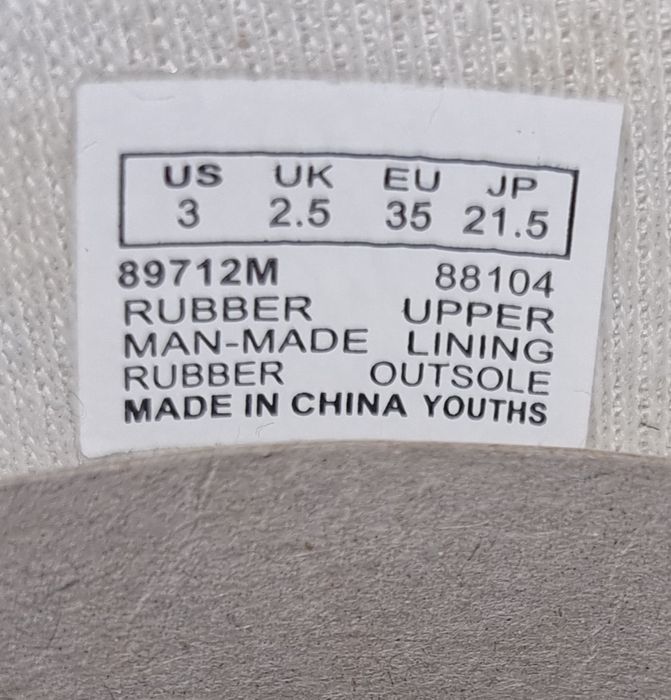 US UK EU JP
3 2.5 35 21.5
89712M 88104
RUBBER UPPER
MAN-MADE LINING
RUBBER OUTSOLE
MADE IN CHINA YOUTHS